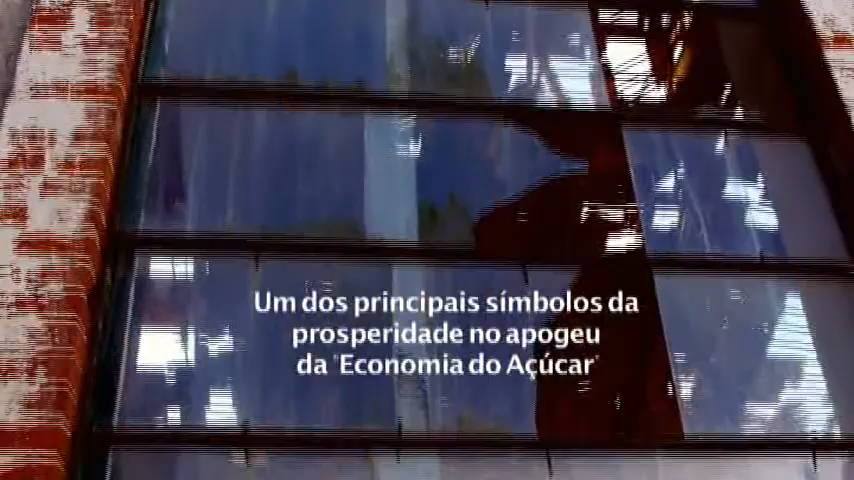 Um dos principais símbolos da
prosperidade no apogeu
da "Economia do Açúcar"